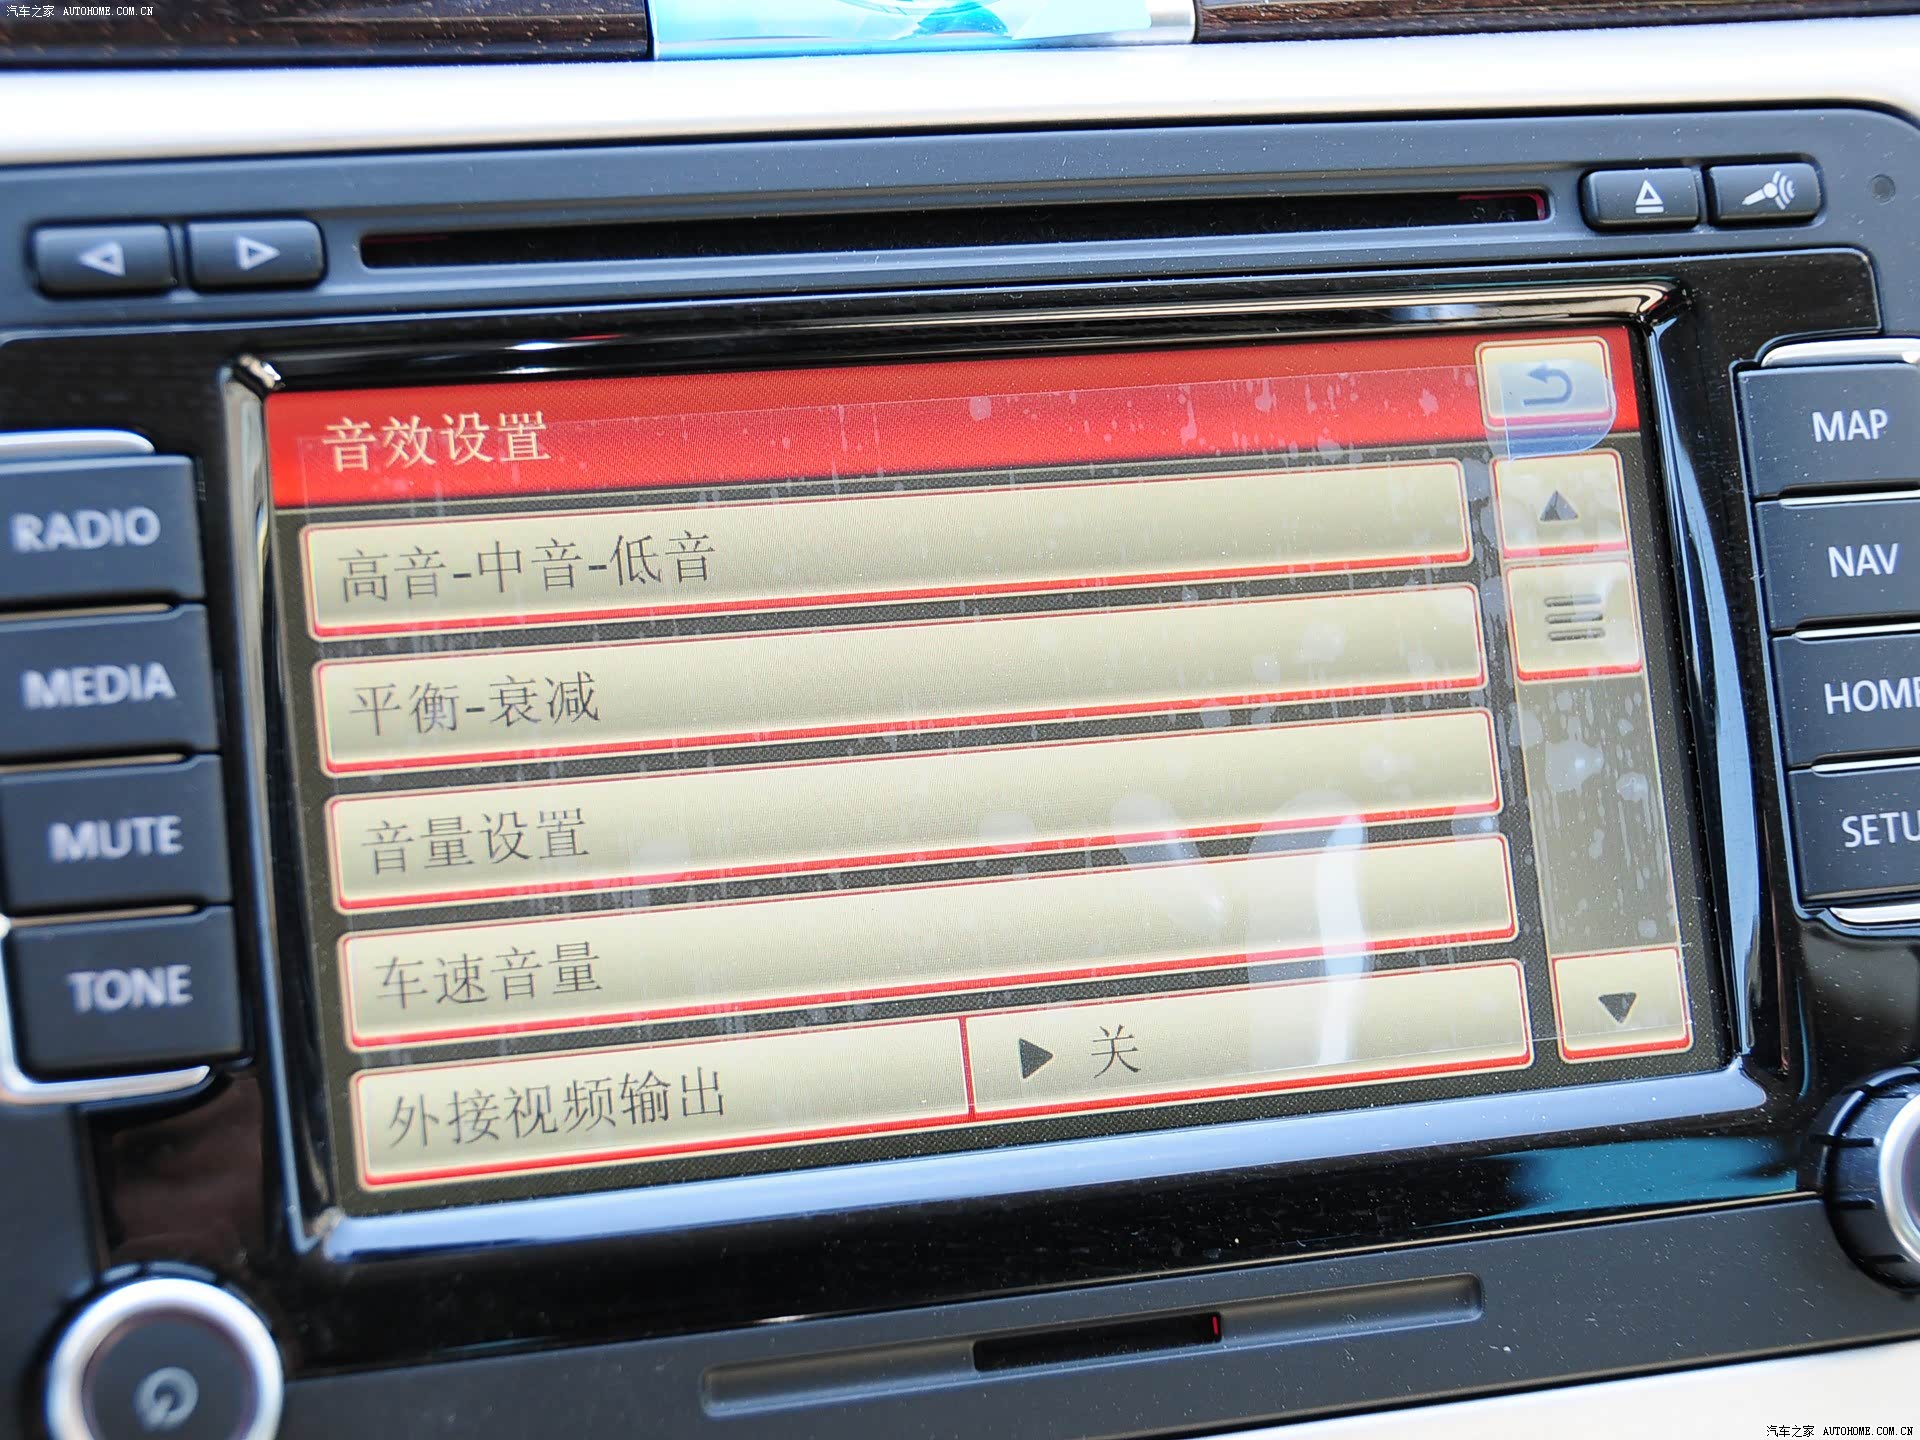 汽车之家 AUTOHOME.COM.CN
音效设置
高音-中音-低音
平衡-衰减
音量设置
车速音量
外接视频输出
关
RADIO
MEDIA
MUTE
TONE
MAP
NAV
HOME
SETU
汽车之家 AUTOHOME.COM.CN